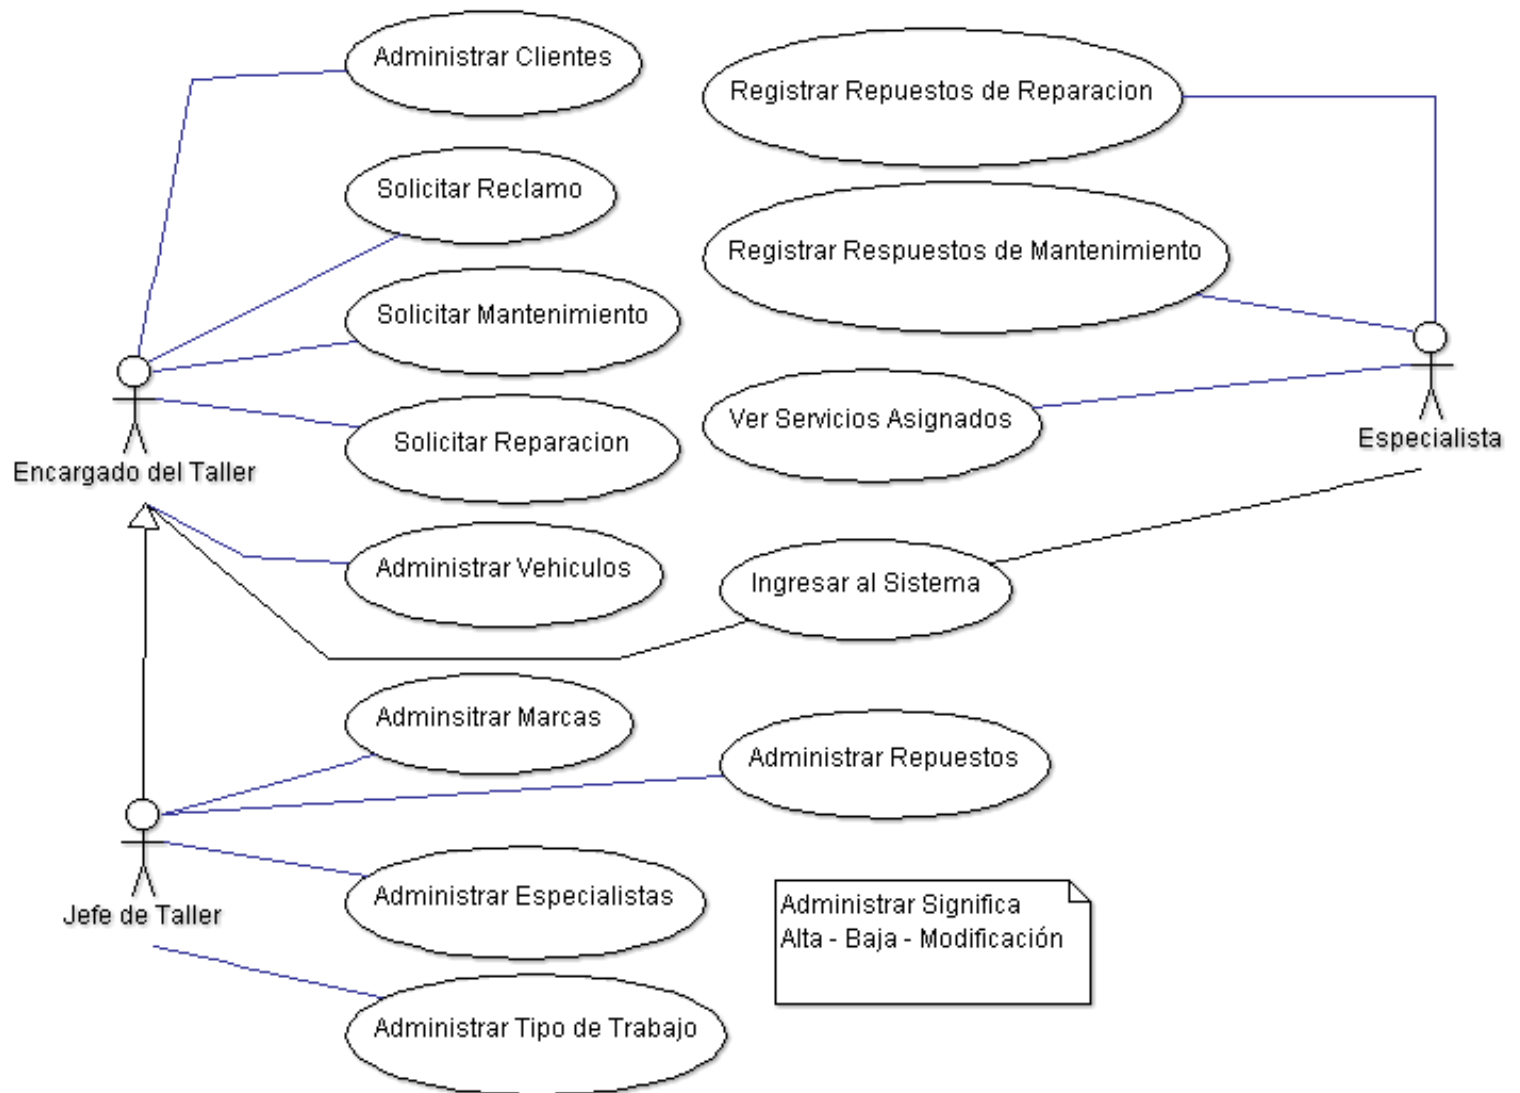 Administrar Clientes
Registrar Repuestos de Reparacion
Solicitar Reclamo
Registrar Respuestos de Mantenimiento
Solicitar Mantenimiento
Ver Servicios Asignados
Especialista
Solicitar Reparacion
Encargado del Taller
Administrar Vehiculos
Ingresar al Sistema
Adminsitrar Marcas
Administrar Repuestos
Administrar Especialistas
Jefe de Taller
Administrar Significa
Alta - Baja - Modificación
Administrar Tipo de Trabajo